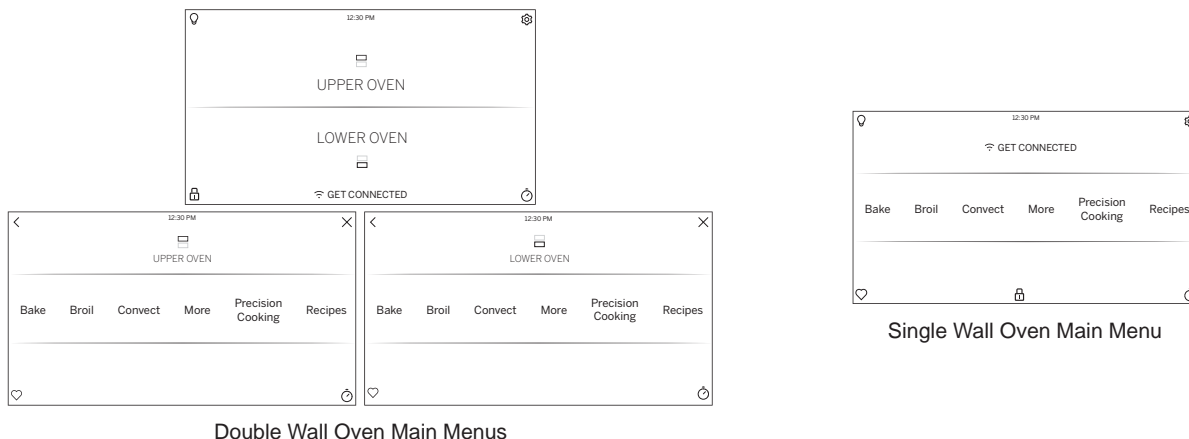 12:30 PM
UPPER OVEN
LOWER OVEN
GET CONNECTED
12:30 PM
UPPER OVEN
Bake Broil Convect More Precision Cooking Recipes
12:30 PM
LOWER OVEN
Bake Broil Convect More Precision Cooking Recipes
Double Wall Oven Main Menus
12:30 PM
GET CONNECTED
Bake Broil Convect More Precision Cooking Recipes
Single Wall Oven Main Menu